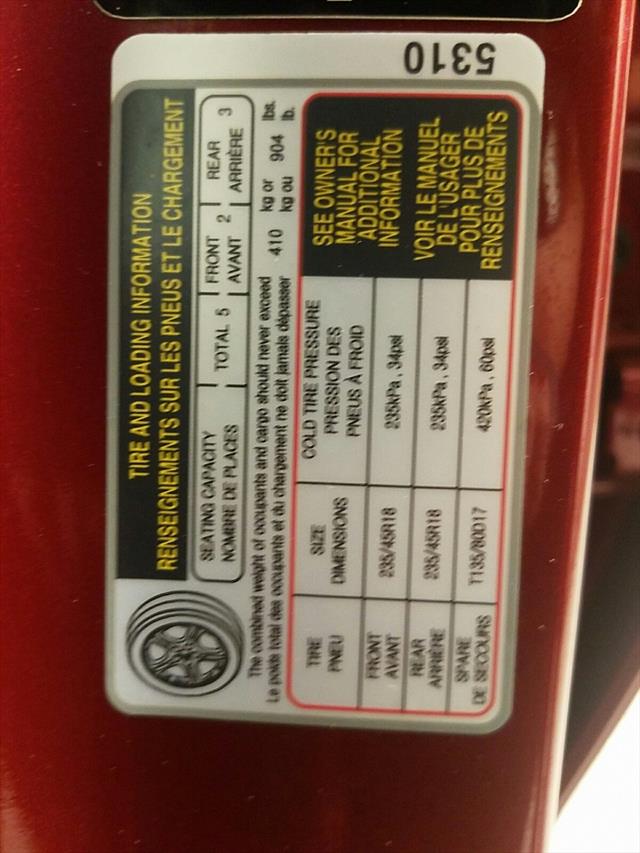 5310
TIRE AND LOADING INFORMATION
RENSEIGNEMENTS SUR LES PNEUS ET LE CHARGEMENT
SEATING CAPACITY
NOMBRE DE PLACES
TOTAL 5
FRONT
AVANT 2
REAR
ARRIÈRE 3
The combined weight of occupants and cargo should never exceed 410 kg or 904 lbs.
Le poids total des occupants et du chargement ne doit jamais dépasser kg ou lb.
TIRE
PNEU
SIZE
DIMENSIONS
COLD TIRE PRESSURE
PRESSION DES
PNEUS À FROID
FRONT
AVANT
235/45R18
235kPa, 34psi
REAR
ARRIÈRE
235/45R18
235kPa, 34psi
SPARE
DE SECOURS
T135/80D17
420kPa, 60psi
SEE OWNER'S
MANUAL FOR
ADDITIONAL
INFORMATION
VOIR LE MANUEL
DE L'USAGER
POUR PLUS DE
RENSEIGNEMENTS